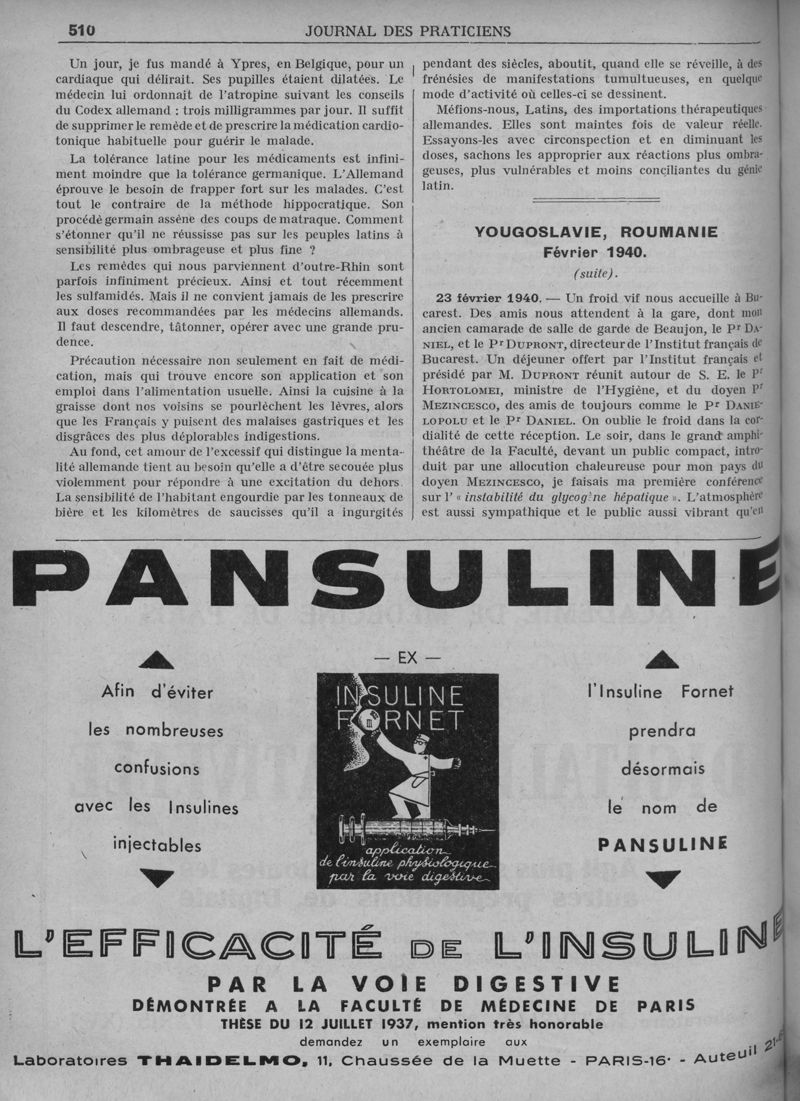 510
JOURNAL DES PRATICIENS
Un jour, je fus mandé à Ypres, en Belgique, pour un
cardiaque qui délirait. Ses pupilles étaient dilatées. Le
médecin lui ordonnait de l'atropine suivant les conseils
du Codex allemand : trois milligrammes par jour. Il suffit
de supprimer le remède et de prescrire la médication cardio-
tonique habituelle pour guérir le malade.
La tolérance latine pour les médicaments est infini-
ment moindre que la tolérance germanique. L'Allemand
éprouve le besoin de frapper fort sur les malades. C'est
tout le contraire de la méthode hippocratique. Son
procédé germain assène des coups de matraque. Comment
s'étonner qu'il ne réussisse pas sur les peuples latins à
sensibilité plus ombrageuse et plus fine ?
Les remèdes qui nous parviennent d'outre-Rhin sont
parfois infiniment précieux. Ainsi et tout récemment
les sulfamidés. Mais il ne convient jamais de les prescrire
aux doses recommandées par les médecins allemands.
Il faut descendre, tâtonner, opérer avec une grande pru-
dence.
Précaution nécessaire non seulement en fait de médi-
cation, mais qui trouve encore son application et son
emploi dans l'alimentation usuelle. Ainsi la cuisine à la
graisse dont nos voisins se pourlèchent les lèvres, alors
que les Français y puisent des malaises gastriques et les
disgrâces des plus déplorables indigestions.
Au fond, cet amour de l'excessif qui distingue la menta-
lité allemande tient au besoin qu'elle a d'être secouée plus
violemment pour répondre à une excitation du dehors.
La sensibilité de l'habitant engourdie par les tonneaux de
bière et les kilomètres de saucisses qu'il a ingurgités
pendant des siècles, aboutit, quand elle se réveille, à des
frénésies de manifestations tumultueuses, en quelque
mode d'activité où celles-ci se dessinent.
Méfions-nous, Latins, des importations thérapeutiques
allemandes. Elles sont maintes fois de valeur réelle.
Essayons-les avec circonspection et en diminuant les
doses, sachons les approprier aux réactions plus ombra-
geuses, plus vulnérables et moins conçiliantes du génie
latin.
YOUGOSLAVIE, ROUMANIE
Février 1940.
(suite).
23 février 1940. — Un froid vif nous accueille à Bu-
carest. Des amis nous attendent à la gare, dont mon
ancien camarade de salle de garde de Beaujon, le Pr DA-
NIEL, et le Pr DUPRONT, directeur de l'Institut français de
Bucarest. Un déjeuner offert par l'Institut français et
présidé par M. DUPRONT réunit autour de S. E. le Pr
HORTOLOMEI, ministre de l'Hygiène, et du doyen Pr
MEZINCESCO, des amis de toujours comme le Pr DANIE-
LOPOLU et le Pr DANIEL. On oublie le froid dans la cor-
dialité de cette réception. Le soir, dans le grand amphi-
théâtre de la Faculté, devant un public compact, intro-
duit par une allocution chaleureuse pour mon pays du
doyen MEZINCESCO, je faisais ma première conférence
sur l' « instabilité du glycogène hépatique ». L'atmosphère
est aussi sympathique et le public aussi vibrant qu'en
PANSULINE
Afin d'éviter
les nombreuses
confusions
avec les Insulines
injectables
— EX —
INSULINE
FORNET
application
de l'insuline physiologique
par la voie digestive
l'Insuline Fornet
prendra
désormais
le nom de
PANSULINE
L'EFFICACITÉ DE L'INSULINE
PAR LA VOIE DIGESTIVE
DÉMONTRÉE A LA FACULTÉ DE MÉDECINE DE PARIS
THÈSE DU 12 JUILLET 1937, mention très honorable
demandez un exemplaire aux
Laboratoires THAIDELMO, 11, Chaussée de la Muette - PARIS-16e - Auteuil